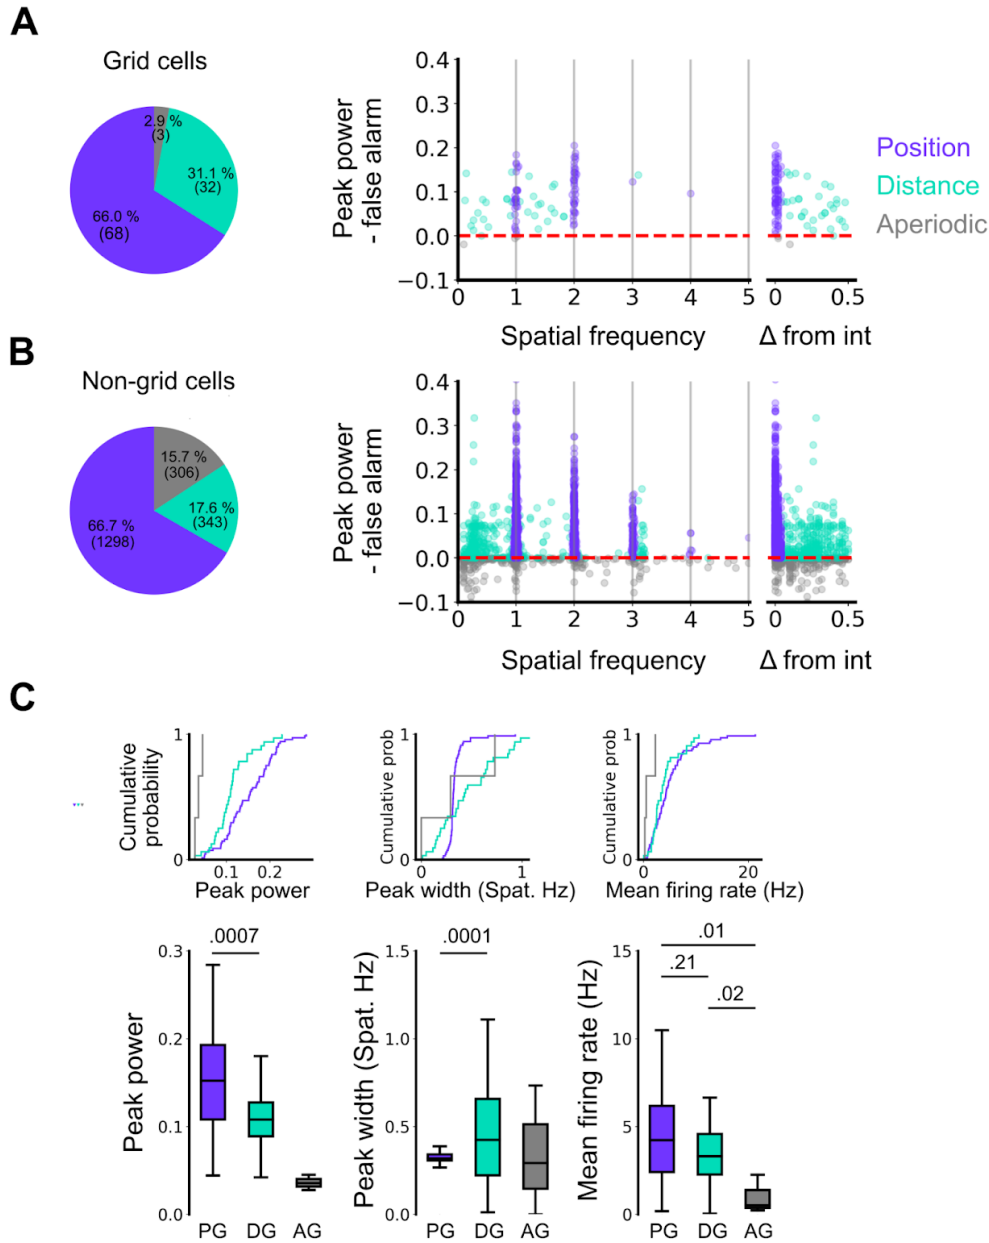 A
Grid cells
2.9 %
(3)
31.1 %
(32)
66.0 %
(68)
Peak power
- false alarm
0.4
0.3
0.2
0.1
0.0
−0.1
0 1 2 3 4 5
Spatial frequency
0 0.5
Δ from int
Position
Distance
Aperiodic
B
Non-grid cells
15.7 %
(306)
17.6 %
(343)
66.7 %
(1298)
Peak power
- false alarm
0.4
0.3
0.2
0.1
0.0
−0.1
0 1 2 3 4 5
Spatial frequency
0 0.5
Δ from int
C
Cumulative
probability
1
0
0.1 0.2
Peak power
Cumulative prob
1
0
0 1
Peak width (Spat. Hz)
Cumulative prob
1
0
0 20
Mean firing rate (Hz)
Peak power
0.3
0.2
0.1
0.0
.0007
PG DG AG
Peak width (Spat. Hz)
1.5
1.0
0.5
0.0
.0001
PG DG AG
Mean firing rate (Hz)
15
10
5
0
.01
.21
.02
PG DG AG